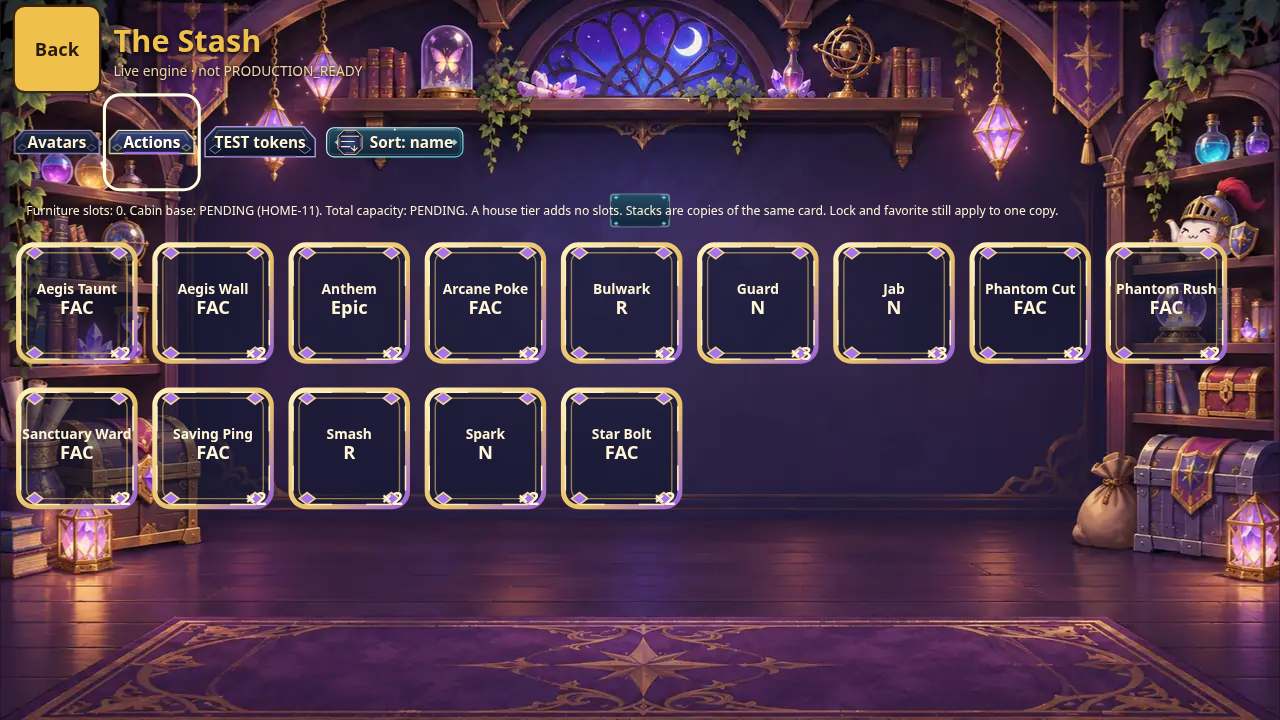 Back
The Stash
Live engine · not PRODUCTION_READY
Avatars
Actions
TEST tokens
Sort: name
Furniture slots: 0. Cabin base: PENDING (HOME-11). Total capacity: PENDING. A house tier adds no slots. Stacks are copies of the same card. Lock and favorite still apply to one copy.
Aegis Taunt
FAC
×2
Aegis Wall
FAC
×2
Anthem
Epic
×2
Arcane Poke
FAC
×2
Bulwark
R
×2
Guard
N
×3
Jab
N
×3
Phantom Cut
FAC
×2
Phantom Rush
FAC
×2
Sanctuary Ward
FAC
×2
Saving Ping
FAC
×2
Smash
R
×2
Spark
N
×2
Star Bolt
FAC
×2